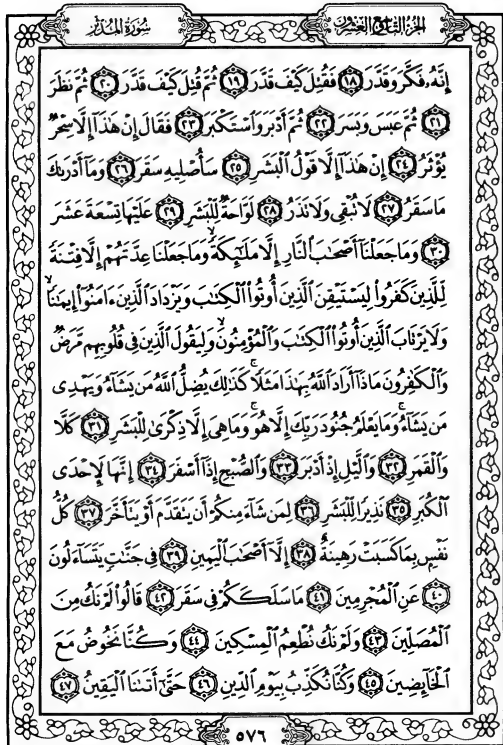 الجزء التاسع والعشرون سورة المدثر
إِنَّهُۥ فَكَّرَ وَقَدَّرَ ١٨ فَقُتِلَ كَيْفَ قَدَّرَ ١٩ ثُمَّ قُتِلَ كَيْفَ قَدَّرَ ٢٠ ثُمَّ نَظَرَ
٢١ ثُمَّ عَبَسَ وَبَسَرَ ٢٢ ثُمَّ أَدْبَرَ وَٱسْتَكْبَرَ ٢٣ فَقَالَ إِنْ هَٰذَآ إِلَّا سِحْرٌ
يُؤْثَرُ ٢٤ إِنْ هَٰذَآ إِلَّا قَوْلُ ٱلْبَشَرِ ٢٥ سَأُصْلِيهِ سَقَرَ ٢٦ وَمَآ أَدْرَىٰكَ
مَا سَقَرُ ٢٧ لَا تُبْقِى وَلَا تَذَرُ ٢٨ لَوَّاحَةٌ لِّلْبَشَرِ ٢٩ عَلَيْهَا تِسْعَةَ عَشَرَ
٣٠ وَمَا جَعَلْنَآ أَصْحَٰبَ ٱلنَّارِ إِلَّا مَلَٰٓئِكَةً ۙ وَمَا جَعَلْنَا عِدَّتَهُمْ إِلَّا فِتْنَةً
لِّلَّذِينَ كَفَرُوا۟ لِيَسْتَيْقِنَ ٱلَّذِينَ أُوتُوا۟ ٱلْكِتَٰبَ وَيَزْدَادَ ٱلَّذِينَ ءَامَنُوٓا۟ إِيمَٰنًا ۙ
وَلَا يَرْتَابَ ٱلَّذِينَ أُوتُوا۟ ٱلْكِتَٰبَ وَٱلْمُؤْمِنُونَ ۙ وَلِيَقُولَ ٱلَّذِينَ فِى قُلُوبِهِم مَّرَضٌ
وَٱلْكَٰفِرُونَ مَاذَآ أَرَادَ ٱللَّهُ بِهَٰذَا مَثَلًا ۚ كَذَٰلِكَ يُضِلُّ ٱللَّهُ مَن يَشَآءُ وَيَهْدِى
مَن يَشَآءُ ۚ وَمَا يَعْلَمُ جُنُودَ رَبِّكَ إِلَّا هُوَ ۚ وَمَا هِىَ إِلَّا ذِكْرَىٰ لِلْبَشَرِ ٣١ كَلَّا
وَٱلْقَمَرِ ٣٢ وَٱلَّيْلِ إِذْ أَدْبَرَ ٣٣ وَٱلصُّبْحِ إِذَآ أَسْفَرَ ٣٤ إِنَّهَا لَإِحْدَى
ٱلْكُبَرِ ٣٥ نَذِيرًا لِّلْبَشَرِ ٣٦ لِمَن شَآءَ مِنكُمْ أَن يَتَقَدَّمَ أَوْ يَتَأَخَّرَ ٣٧ كُلُّ
نَفْسٍۭ بِمَا كَسَبَتْ رَهِينَةٌ ٣٨ إِلَّآ أَصْحَٰبَ ٱلْيَمِينِ ٣٩ فِى جَنَّٰتٍ يَتَسَآءَلُونَ
٤٠ عَنِ ٱلْمُجْرِمِينَ ٤١ مَا سَلَكَكُمْ فِى سَقَرَ ٤٢ قَالُوا۟ لَمْ نَكُ مِنَ
ٱلْمُصَلِّينَ ٤٣ وَلَمْ نَكُ نُطْعِمُ ٱلْمِسْكِينَ ٤٤ وَكُنَّا نَخُوضُ مَعَ
ٱلْخَآئِضِينَ ٤٥ وَكُنَّا نُكَذِّبُ بِيَوْمِ ٱلدِّينِ ٤٦ حَتَّىٰٓ أَتَىٰنَا ٱلْيَقِينُ ٤٧
٥٧٦